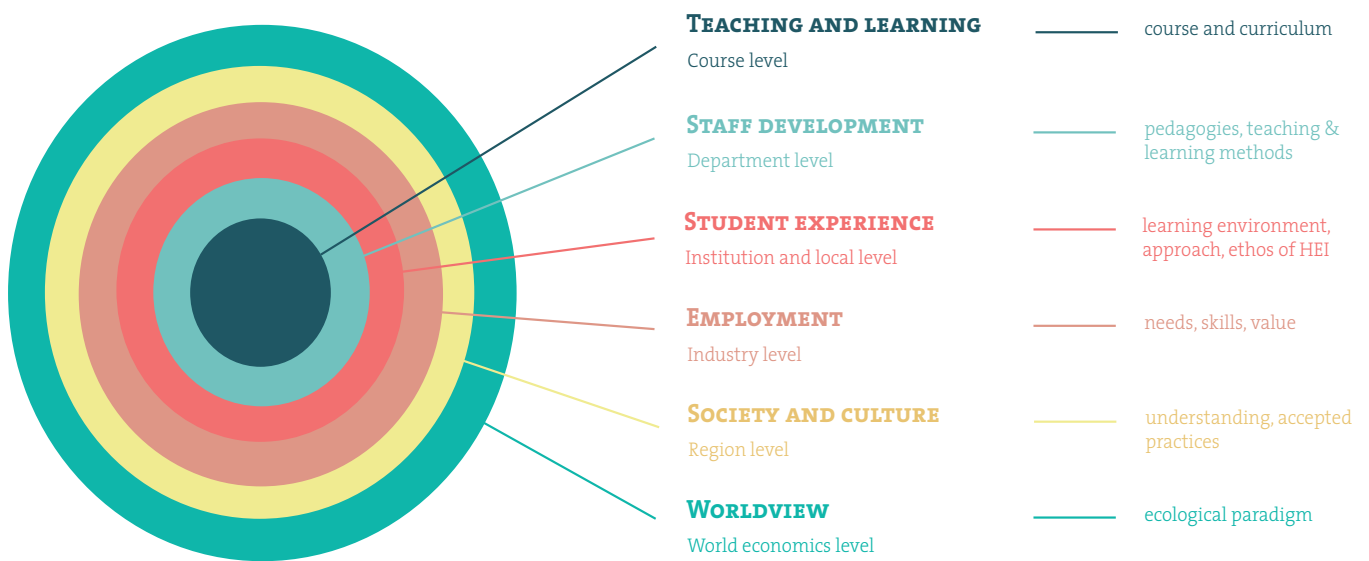 TEACHING AND LEARNING
course and curriculum
Course level
STAFF DEVELOPMENT
pedagogies, teaching &
learning methods
Department level
STUDENT EXPERIENCE
learning environment,
approach, ethos of HEI
Institution and local level
EMPLOYMENT
needs, skills, value
Industry level
SOCIETY AND CULTURE
understanding, accepted
practices
Region level
WORLDVIEW
ecological paradigm
World economics level